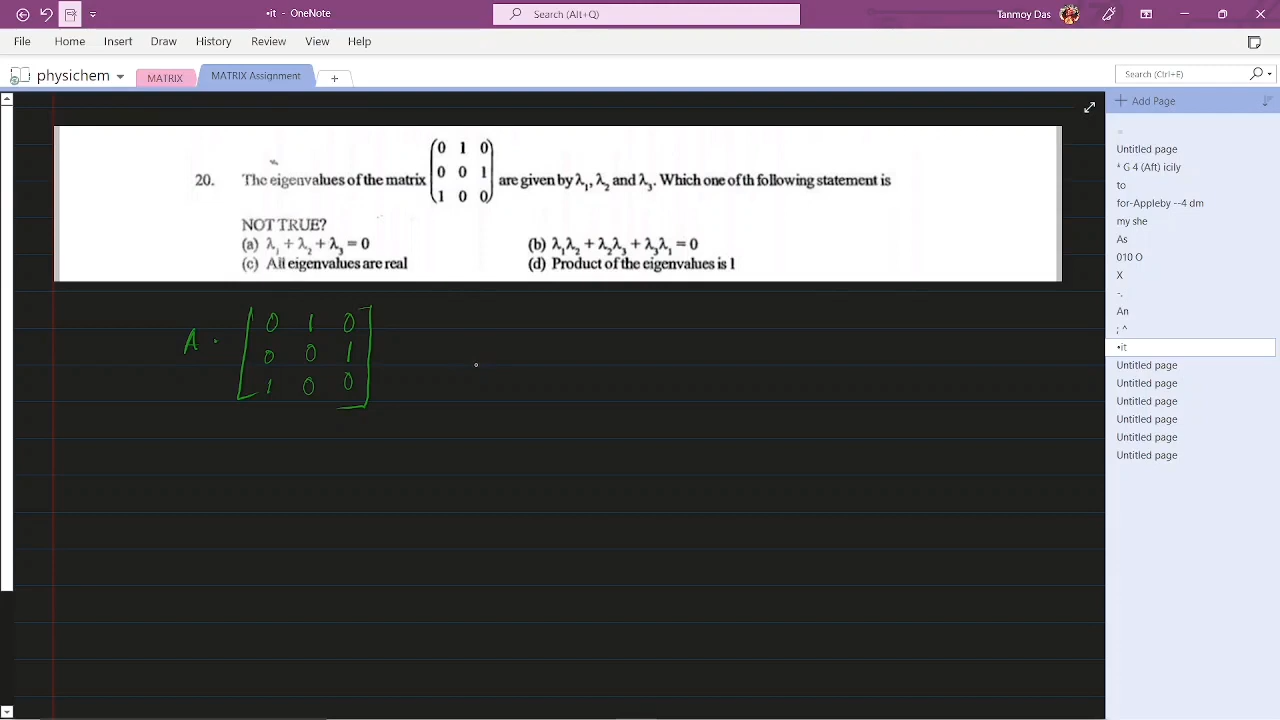 •it - OneNote
Search (Alt+Q)
Tanmoy Das
File Home Insert Draw History Review View Help
physichem
MATRIX
MATRIX Assignment
+
Search (Ctrl+E)
Add Page
=
Untitled page
ᶜ G 4 (Aft) icily
to
for-Appleby --4 dm
my she
As
010 O
X
-.
An
; ^
•it
Untitled page
Untitled page
Untitled page
Untitled page
Untitled page
Untitled page
20. The eigenvalues of the matrix (0 1 0
0 0 1
1 0 0) are given by λ₁, λ₂ and λ₃. Which one of th following statement is
NOT TRUE?
(a) λ₁ + λ₂ + λ₃ = 0 (b) λ₁λ₂ + λ₂λ₃ + λ₃λ₁ = 0
(c) All eigenvalues are real (d) Product of the eigenvalues is 1
A · [0 1 0
0 0 1
1 0 0]